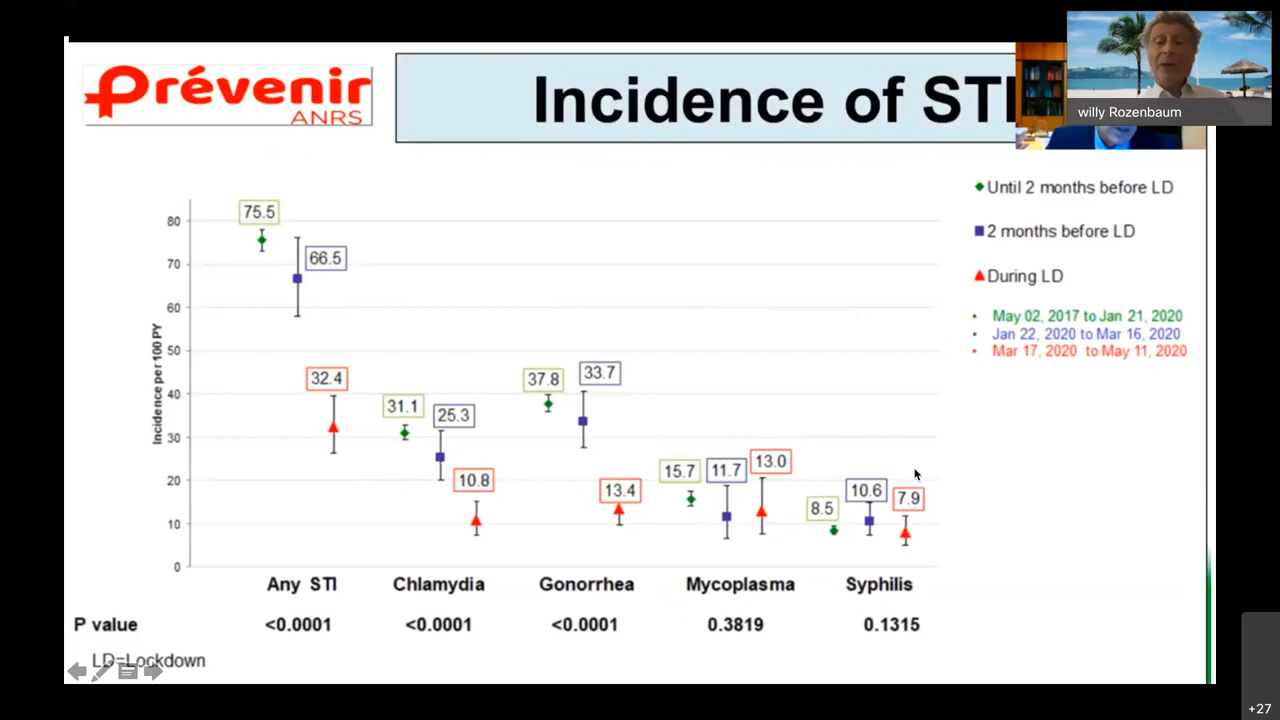 Prévenir
ANRS
Incidence of STI
willy Rozenbaum
Until 2 months before LD
2 months before LD
During LD
• May 02, 2017 to Jan 21, 2020
• Jan 22, 2020 to Mar 16, 2020
• Mar 17, 2020 to May 11, 2020
Incidence per 100 PY
80
70
60
50
40
30
20
10
0
75.5
66.5
32.4
31.1
25.3
10.8
37.8
33.7
13.4
15.7
11.7
13.0
8.5
10.6
7.9
Any STI Chlamydia Gonorrhea Mycoplasma Syphilis
P value <0.0001 <0.0001 <0.0001 0.3819 0.1315
LD=Lockdown
+27